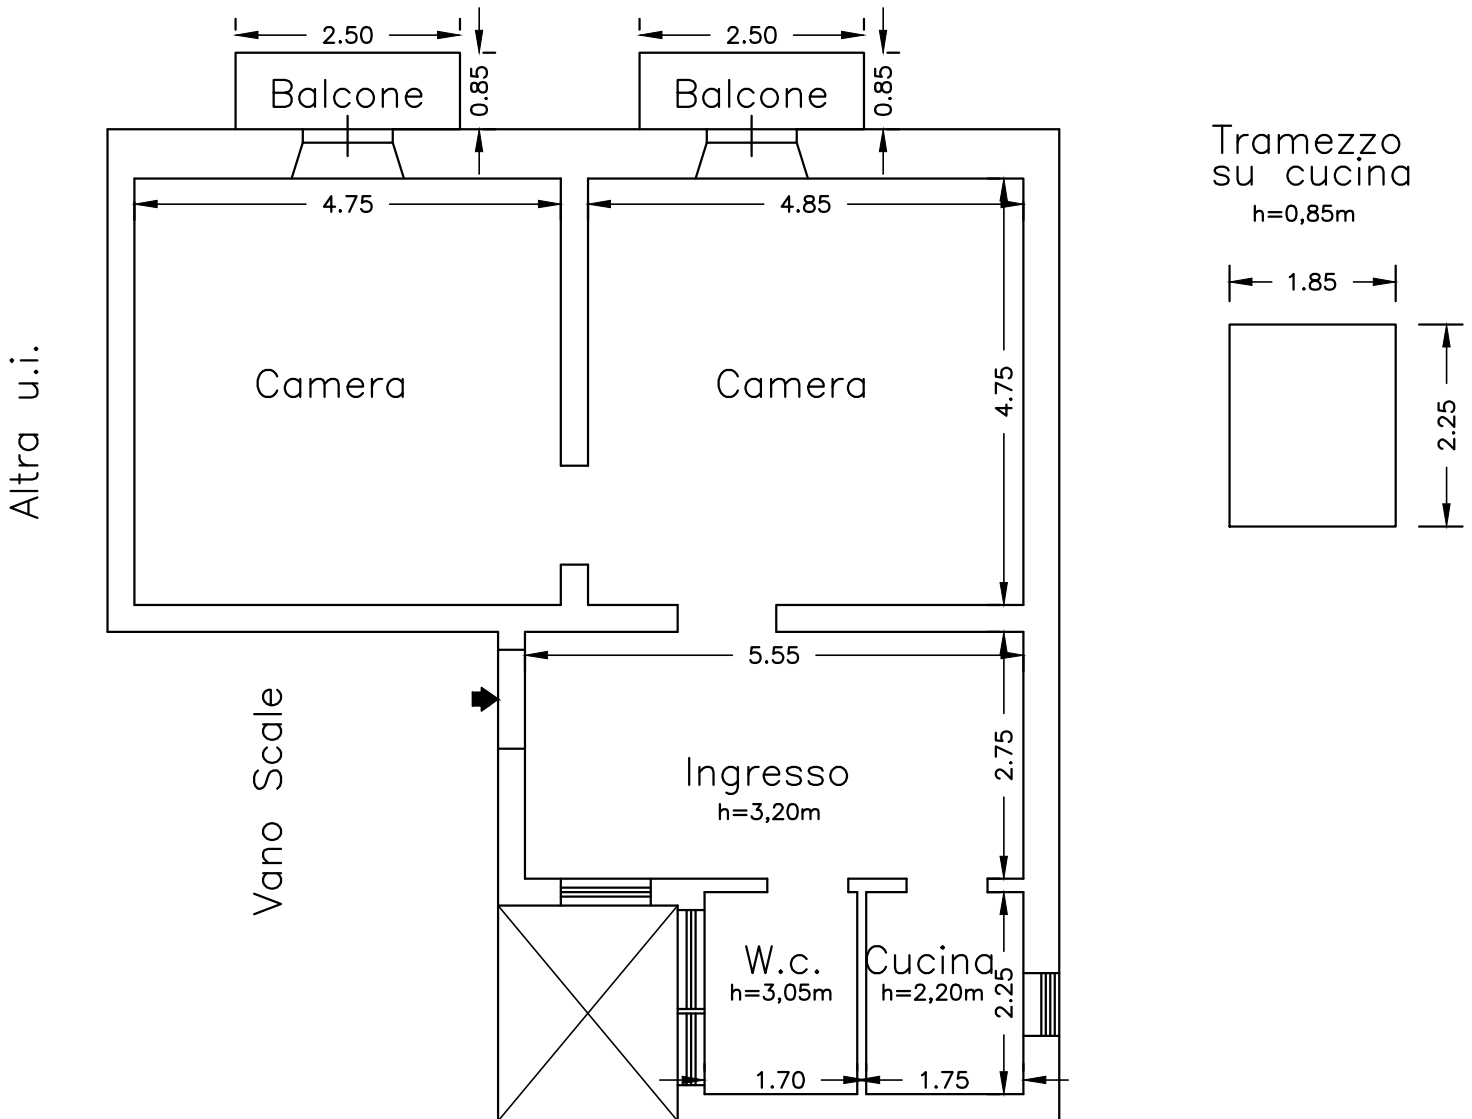 2.50
2.50
Balcone
0.85
Balcone
0.85
Tramezzo
su cucina
h=0,85m
4.75
4.85
1.85
Camera
Camera
4.75
2.25
Altra u.i.
5.55
Vano Scale
Ingresso
h=3,20m
2.75
W.c.
h=3,05m
Cucina
h=2,20m
2.25
1.70
1.75